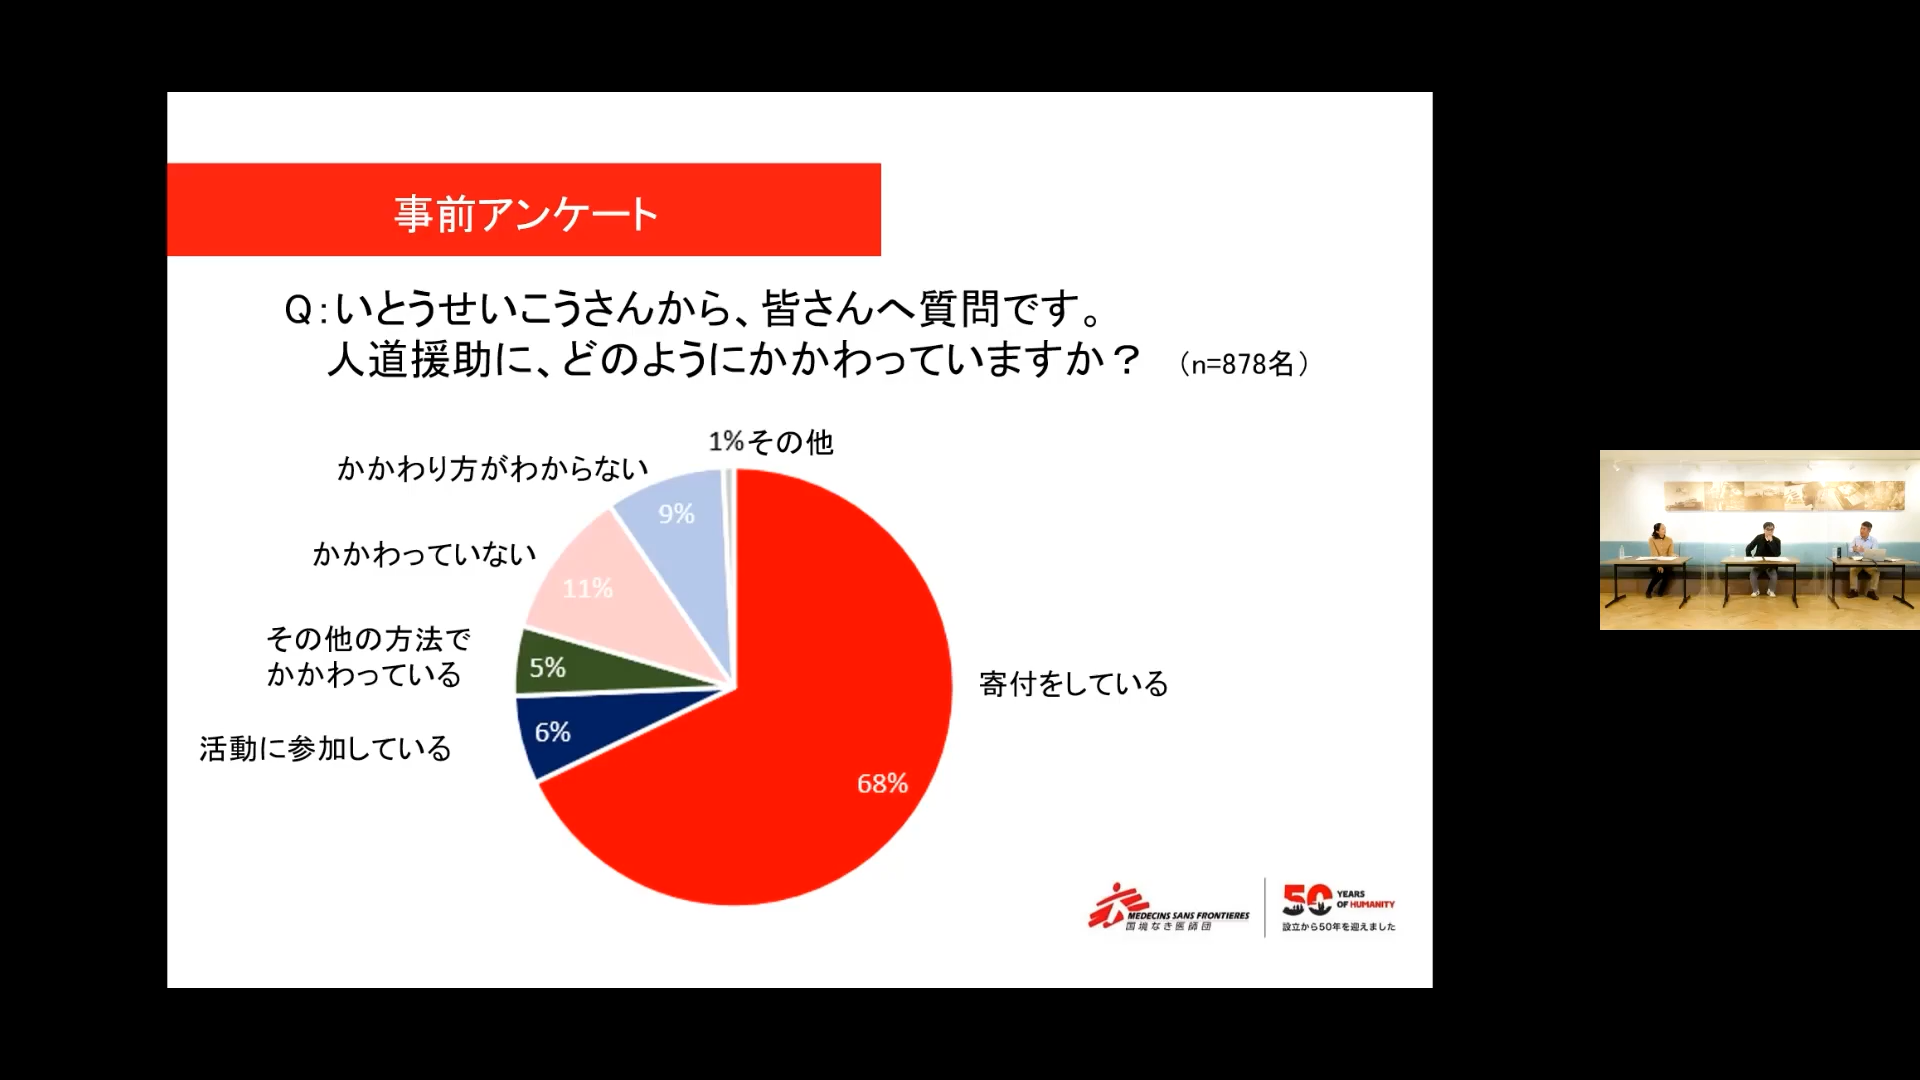 事前アンケート
Q:いとうせいこうさんから、皆さんへ質問です。
人道援助に、どのようにかかわっていますか？ （n=878名）
1%その他
かかわり方がわからない
9%
かかわっていない
11%
その他の方法で
かかわっている
5%
活動に参加している
6%
寄付をしている
68%
MEDECINS SANS FRONTIERES
国境なき医師団
50 YEARS
OF HUMANITY
設立から50年を迎えました